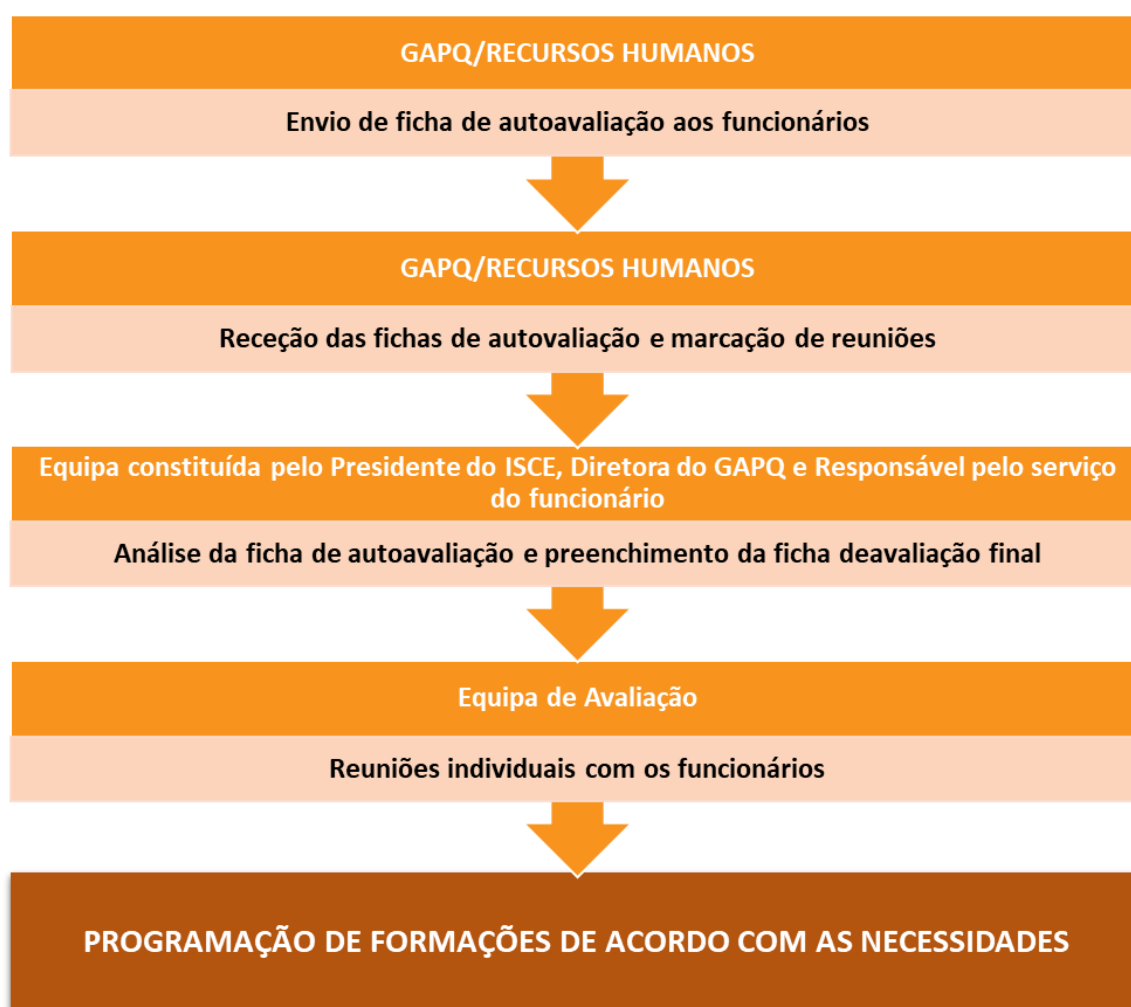 GAPQ/RECURSOS HUMANOS
Envio de ficha de autoavaliação aos funcionários
GAPQ/RECURSOS HUMANOS
Receção das fichas de autovaliação e marcação de reuniões
Equipa constituída pelo Presidente do ISCE, Diretora do GAPQ e Responsável pelo serviço
do funcionário
Análise da ficha de autoavaliação e preenchimento da ficha deavaliação final
Equipa de Avaliação
Reuniões individuais com os funcionários
PROGRAMAÇÃO DE FORMAÇÕES DE ACORDO COM AS NECESSIDADES